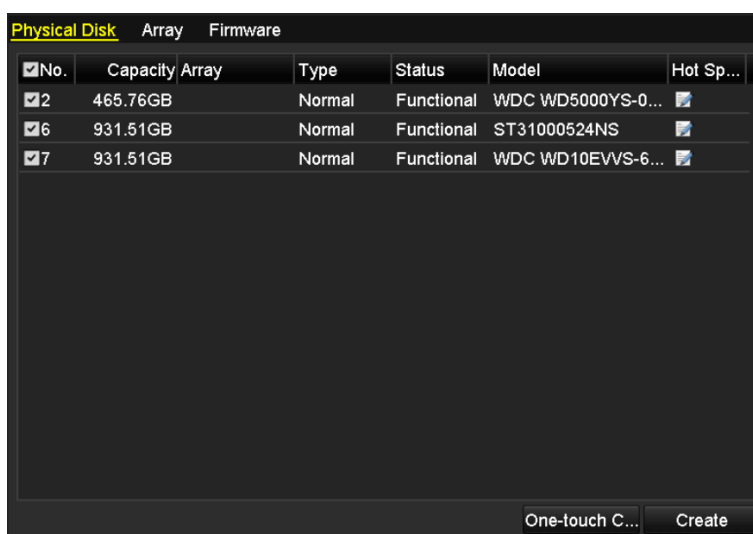 Physical Disk Array Firmware
No. Capacity Array Type Status Model Hot Sp...
2 465.76GB Normal Functional WDC WD5000YS-0...
6 931.51GB Normal Functional ST31000524NS
7 931.51GB Normal Functional WDC WD10EVVS-6...
One-touch C... Create